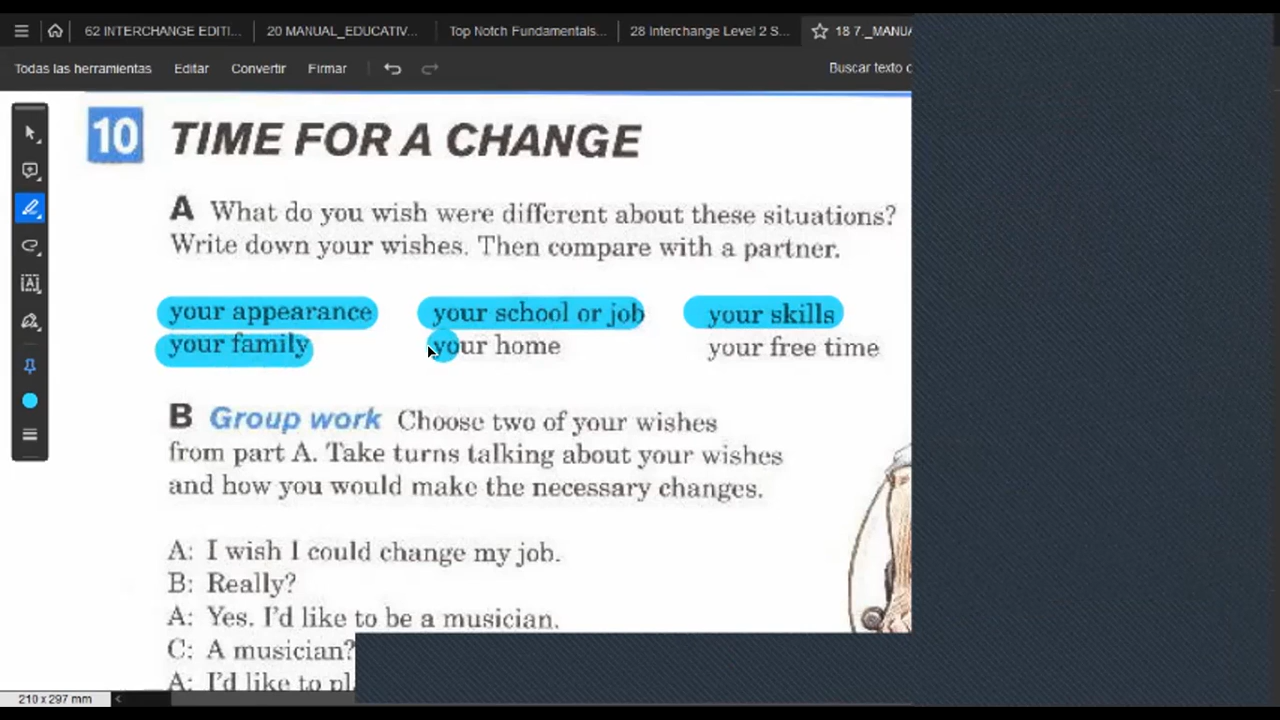 62 INTERCHANGE EDITI... 20 MANUAL_EDUCATIV... Top Notch Fundamentals... 28 Interchange Level 2 S... 18 7._MANUA
Todas las herramientas Editar Convertir Firmar Buscar texto o
10 TIME FOR A CHANGE
A What do you wish were different about these situations?
Write down your wishes. Then compare with a partner.
your appearance your school or job your skills
your family your home your free time
B Group work Choose two of your wishes
from part A. Take turns talking about your wishes
and how you would make the necessary changes.
A: I wish I could change my job.
B: Really?
A: Yes. I'd like to be a musician.
C: A musician?
A: I'd like to pl
210 x 297 mm